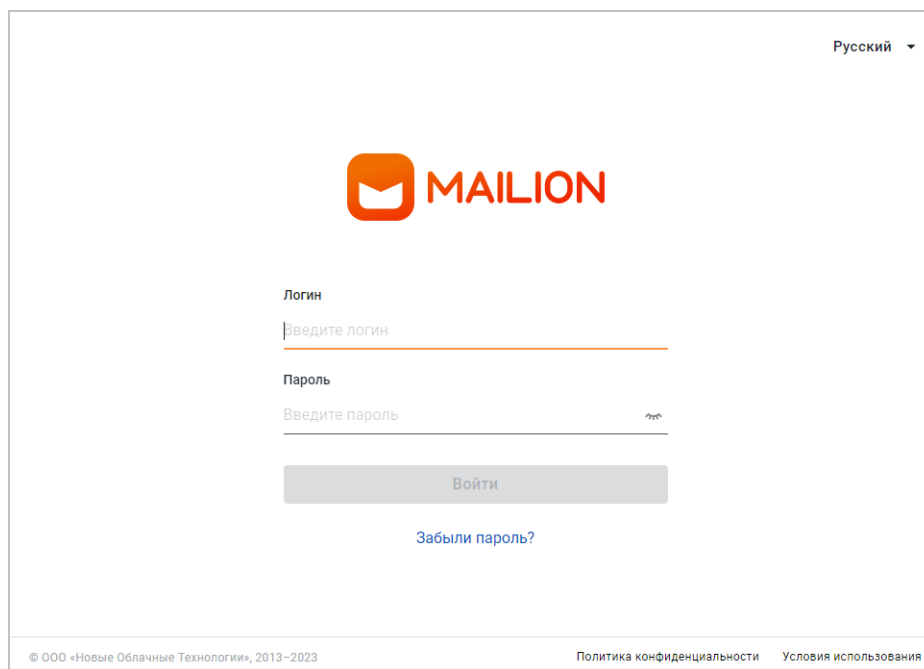 Русский
MAILION
Логин
Введите логин
Пароль
Введите пароль
Войти
Забыли пароль?
© ООО «Новые Облачные Технологии», 2013–2023 Политика конфиденциальности Условия использования